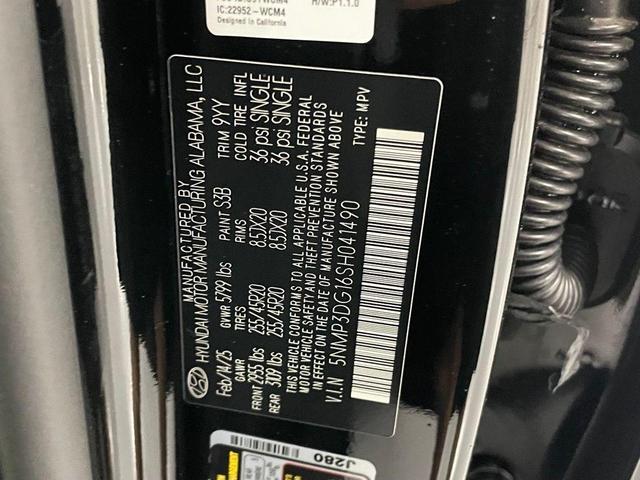 IC:22952-WCM4
H/W:P1.1.0
Designed in California
MANUFACTURED BY
HYUNDAI MOTOR MANUFACTURING ALABAMA, LLC
Feb/14/25 GVWR 5799 lbs PAINT S3B TRIM 9YY
GAWR TIRES RIMS COLD TIRE INFL
FRONT 2935 lbs 255/45R20 8.5JX20 36 psi SINGLE
REAR 3109 lbs 255/45R20 8.5JX20 36 psi SINGLE
THIS VEHICLE CONFORMS TO ALL APPLICABLE U.S.A. FEDERAL
MOTOR VEHICLE SAFETY AND THEFT PREVENTION STANDARDS
IN EFFECT ON THE DATE OF MANUFACTURE SHOWN ABOVE
V.I.N 5NMP3DG16SH041490 TYPE: MPV
J280